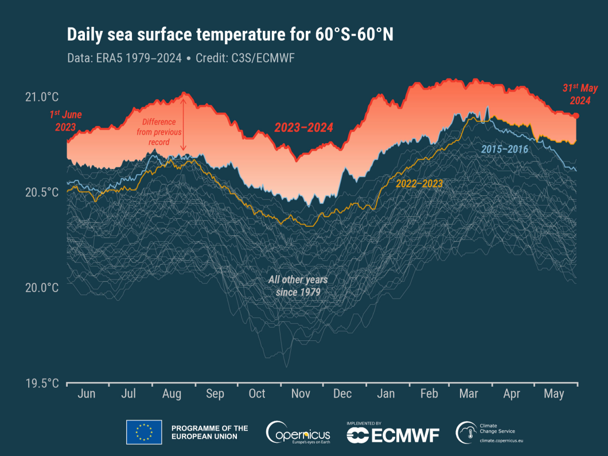 Daily sea surface temperature for 60°S-60°N
Data: ERA5 1979–2024 • Credit: C3S/ECMWF
21.0°C
20.5°C
20.0°C
19.5°C
1st June
2023
Difference
from previous
record
2023–2024
31st May
2024
2015–2016
2022–2023
All other years
since 1979
Jun Jul Aug Sep Oct Nov Dec Jan Feb Mar Apr May
PROGRAMME OF THE
EUROPEAN UNION
opernicus
Europe's eyes on Earth
IMPLEMENTED BY
ECMWF
Climate
Change Service
climate.copernicus.eu